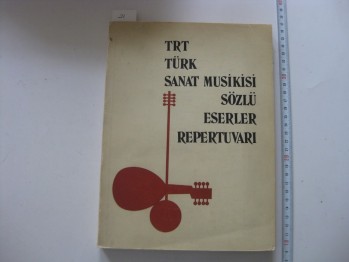 TRT
TÜRK
SANAT MUSİKİSİ
SÖZLÜ
ESERLER
REPERTUVARI